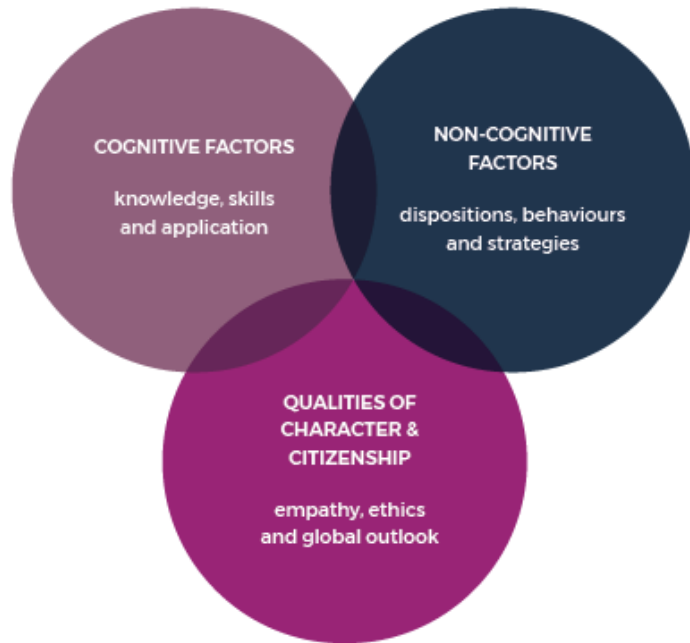 COGNITIVE FACTORS
knowledge, skills
and application
NON-COGNITIVE
FACTORS
dispositions, behaviours
and strategies
QUALITIES OF
CHARACTER &
CITIZENSHIP
empathy, ethics
and global outlook